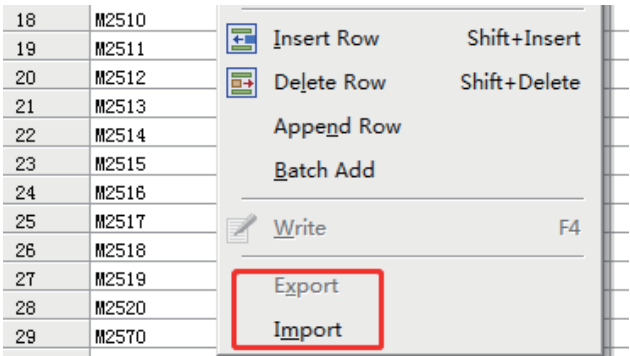 18 M2510
19 M2511
20 M2512
21 M2513
22 M2514
23 M2515
24 M2516
25 M2517
26 M2518
27 M2519
28 M2520
29 M2570
Insert Row Shift+Insert
Delete Row Shift+Delete
Append Row
Batch Add
Write F4
Export
Import